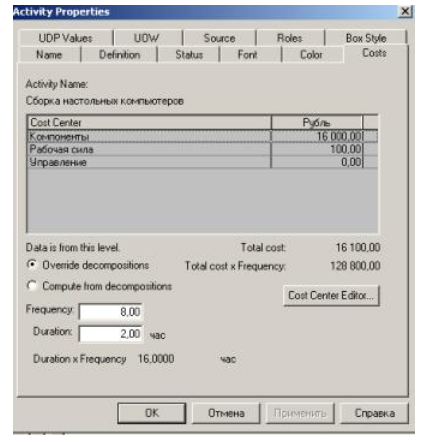 Activity Properties
UDP Values UOW Source Roles Box Style
Name Definition Status Font Color Costs
Activity Name:
Сборка настольных компьютеров
Cost Center Рубль
Компоненты 16 000,00
Рабочая сила 100,00
Управление 0,00
Data is from this level. Total cost: 16 100,00
Override decompositions Total cost x Frequency: 128 800,00
Compute from decompositions
Cost Center Editor...
Frequency: 8,00
Duration: 2,00 час
Duration x Frequency 16,0000 час
OK Отмена Применить Справка